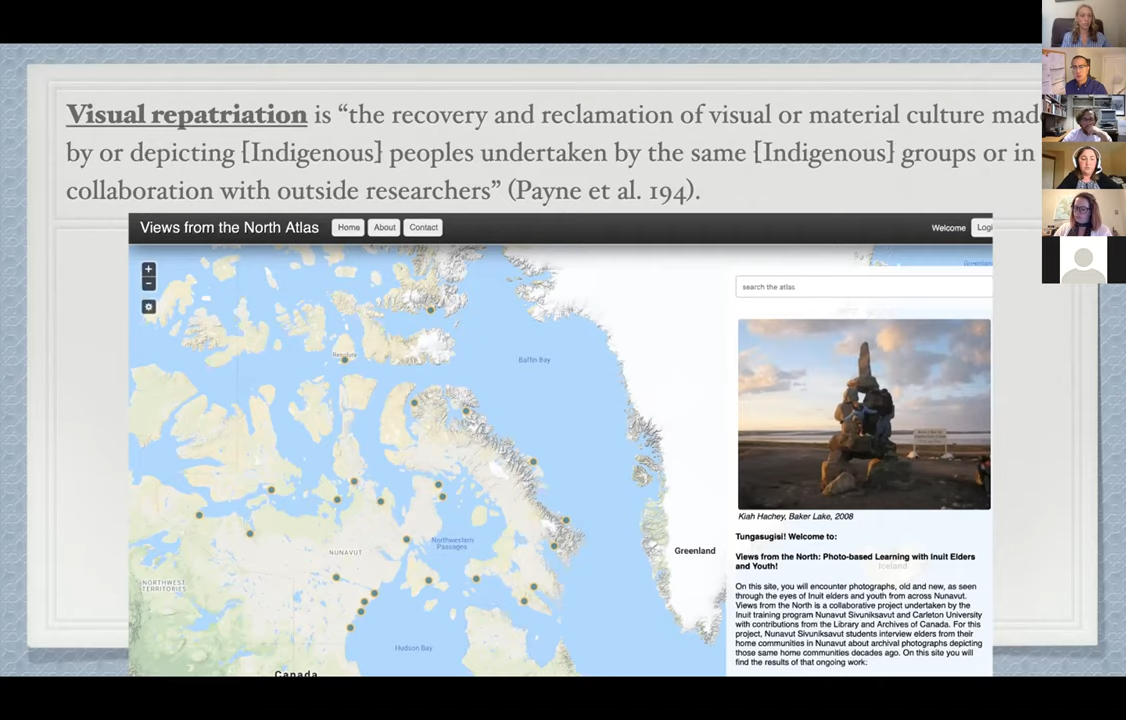 Visual repatriation is “the recovery and reclamation of visual or material culture made
by or depicting [Indigenous] peoples undertaken by the same [Indigenous] groups or in
collaboration with outside researchers” (Payne et al. 194).
Views from the North Atlas
Home
About
Contact
Welcome
Logi
+
−
search the atlas
Resolute
Baffin Bay
Kiah Hachey, Baker Lake, 2008
Tungasugisi! Welcome to:
Views from the North: Photo-based Learning with Inuit Elders
and Youth!
On this site, you will encounter photographs, old and new, as seen
through the eyes of Inuit elders and youth from across Nunavut.
Views from the North is a collaborative project undertaken by the
Inuit training program Nunavut Sivuniksavut and Carleton University
with contributions from the Library and Archives of Canada. For this
project, Nunavut Sivuniksavut students interview elders from their
home communities in Nunavut about archival photographs depicting
those same home communities decades ago. On this site you will
find the results of that ongoing work:
Northwestern
Passages
NUNAVUT
Greenland
Iceland
NORTHWEST
TERRITORIES
Hudson Bay
Canada